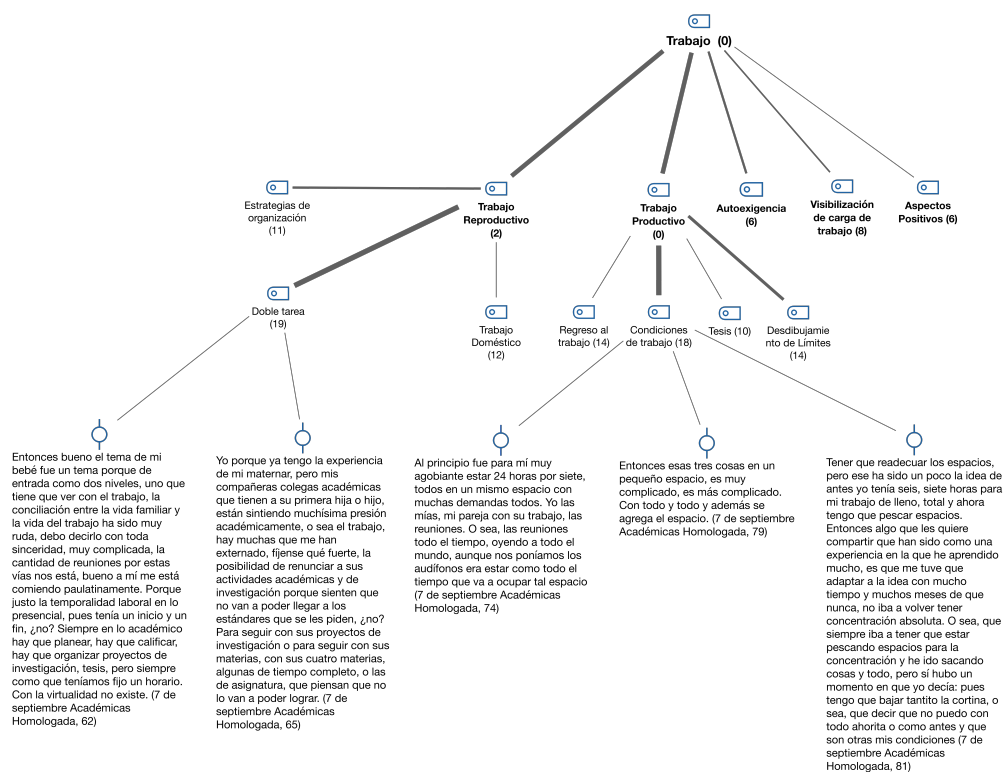 Trabajo (0)
Estrategias de
organización
(11)
Trabajo
Reproductivo
(2)
Trabajo
Productivo
(0)
Autoexigencia
(6)
Visibilización
de carga de
trabajo (8)
Aspectos
Positivos (6)
Doble tarea
(19)
Trabajo
Doméstico
(12)
Regreso al
trabajo (14)
Condiciones
de trabajo (18)
Tesis (10)
Desdibujamie
nto de Límites
(14)
Entonces bueno el tema de mi
bebé fue un tema porque de
entrada como dos niveles, uno que
tiene que ver con el trabajo, la
conciliación entre la vida familiar y
la vida del trabajo ha sido muy
ruda, debo decirlo con toda
sinceridad, muy complicada, la
cantidad de reuniones por estas
vías nos está, bueno a mí me está
comiendo paulatinamente. Porque
justo la temporalidad laboral en lo
presencial, pues tenía un inicio y un
fin, ¿no? Siempre en lo académico
hay que planear, hay que calificar,
hay que organizar proyectos de
investigación, tesis, pero siempre
como que teníamos fijo un horario.
Con la virtualidad no existe. (7 de
septiembre Académicas
Homologada, 62)
Yo porque ya tengo la experiencia
de mi maternar, pero mis
compañeras colegas académicas
que tienen a su primera hija o hijo,
están sintiendo muchísima presión
académicamente, o sea el trabajo,
hay muchas que me han
externado, fíjense qué fuerte, la
posibilidad de renunciar a sus
actividades académicas y de
investigación porque sienten que
no van a poder llegar a los
estándares que se les piden, ¿no?
Para seguir con sus proyectos de
investigación o para seguir con sus
materias, con sus cuatro materias,
algunas de tiempo completo, o las
de asignatura, que piensan que no
lo van a poder lograr. (7 de
septiembre Académicas
Homologada, 65)
Al principio fue para mí muy
agobiante estar 24 horas por siete,
todos en un mismo espacio con
muchas demandas todos. Yo las
mías, mi pareja con su trabajo, las
reuniones. O sea, las reuniones
todo el tiempo, oyendo a todo el
mundo, aunque nos poníamos los
audífonos era estar como todo el
tiempo que va a ocupar tal espacio
(7 de septiembre Académicas
Homologada, 74)
Entonces esas tres cosas en un
pequeño espacio, es muy
complicado, es más complicado.
Con todo y todo y además se
agrega el espacio. (7 de septiembre
Académicas Homologada, 79)
Tener que readecuar los espacios,
pero ese ha sido un poco la idea de
antes yo tenía seis, siete horas para
mi trabajo de lleno, total y ahora
tengo que pescar espacios.
Entonces algo que les quiere
compartir que han sido como una
experiencia en la que he aprendido
mucho, es que me tuve que
adaptar a la idea con mucho
tiempo y muchos meses de que
nunca, no iba a volver tener
concentración absoluta. O sea, que
siempre iba a tener que estar
pescando espacios para la
concentración y he ido sacando
cosas y todo, pero sí hubo un
momento en que yo decía: pues
tengo que bajar tantito la cortina, o
sea, que decir que no puedo con
todo ahorita o como antes y que
son otras mis condiciones (7 de
septiembre Académicas
Homologada, 81)